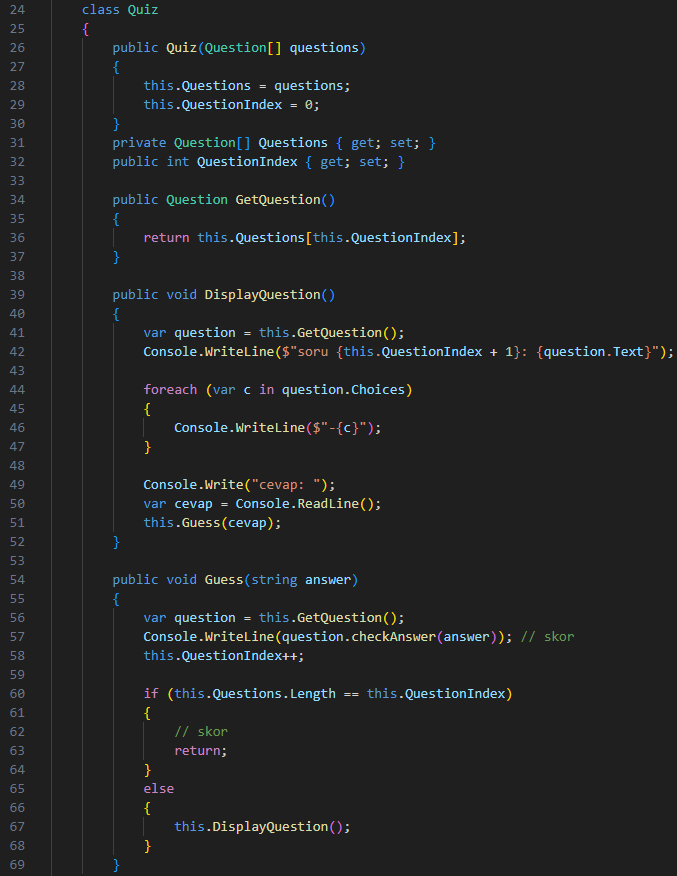 24 class Quiz
25 {
26 public Quiz(Question[] questions)
27 {
28 this.Questions = questions;
29 this.QuestionIndex = 0;
30 }
31 private Question[] Questions { get; set; }
32 public int QuestionIndex { get; set; }
33
34 public Question GetQuestion()
35 {
36 return this.Questions[this.QuestionIndex];
37 }
38
39 public void DisplayQuestion()
40 {
41 var question = this.GetQuestion();
42 Console.WriteLine($"soru {this.QuestionIndex + 1}: {question.Text}");
43
44 foreach (var c in question.Choices)
45 {
46 Console.WriteLine($"-{c}");
47 }
48
49 Console.Write("cevap: ");
50 var cevap = Console.ReadLine();
51 this.Guess(cevap);
52 }
53
54 public void Guess(string answer)
55 {
56 var question = this.GetQuestion();
57 Console.WriteLine(question.checkAnswer(answer)); // skor
58 this.QuestionIndex++;
59
60 if (this.Questions.Length == this.QuestionIndex)
61 {
62 // skor
63 return;
64 }
65 else
66 {
67 this.DisplayQuestion();
68 }
69 }